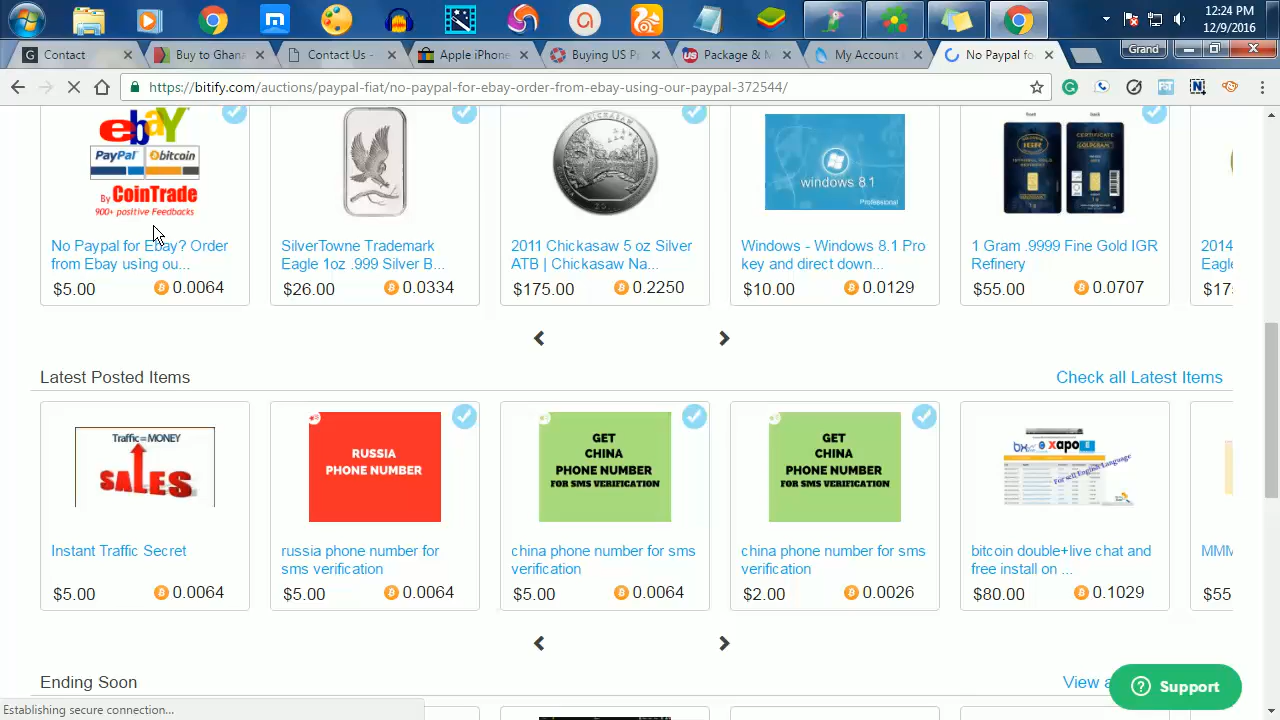 12:24 PM
12/9/2016
Contact
Buy to Ghana
Contact Us -
Apple iPhone
Buying US P
Package & M
My Account
No Paypal fo
Grand
https://bitify.com/auctions/paypal-mt/no-paypal-for-ebay-order-from-ebay-using-our-paypal-372544/
ebay
PayPal bitcoin
By CoinTrade
900+ positive Feedbacks
No Paypal for Ebay? Order
from Ebay using ou...
$5.00 0.0064
SilverTowne Trademark
Eagle 1oz .999 Silver B...
$26.00 0.0334
2011 Chickasaw 5 oz Silver
ATB | Chickasaw Na...
$175.00 0.2250
windows 8.1
Professional
Windows - Windows 8.1 Pro
key and direct down...
$10.00 0.0129
1 Gram .9999 Fine Gold IGR
Refinery
$55.00 0.0707
2014
Eagle
$17
Latest Posted Items
Check all Latest Items
Traffic=MONEY
SALES
Instant Traffic Secret
$5.00 0.0064
RUSSIA
PHONE NUMBER
russia phone number for
sms verification
$5.00 0.0064
GET
CHINA
PHONE NUMBER
FOR SMS VERIFICATION
china phone number for sms
verification
$5.00 0.0064
GET
CHINA
PHONE NUMBER
FOR SMS VERIFICATION
china phone number for sms
verification
$2.00 0.0026
xapo
For sell English Language
bitcoin double+live chat and
free install on ...
$80.00 0.1029
MMM
$55
Ending Soon
View a
Support
Establishing secure connection...